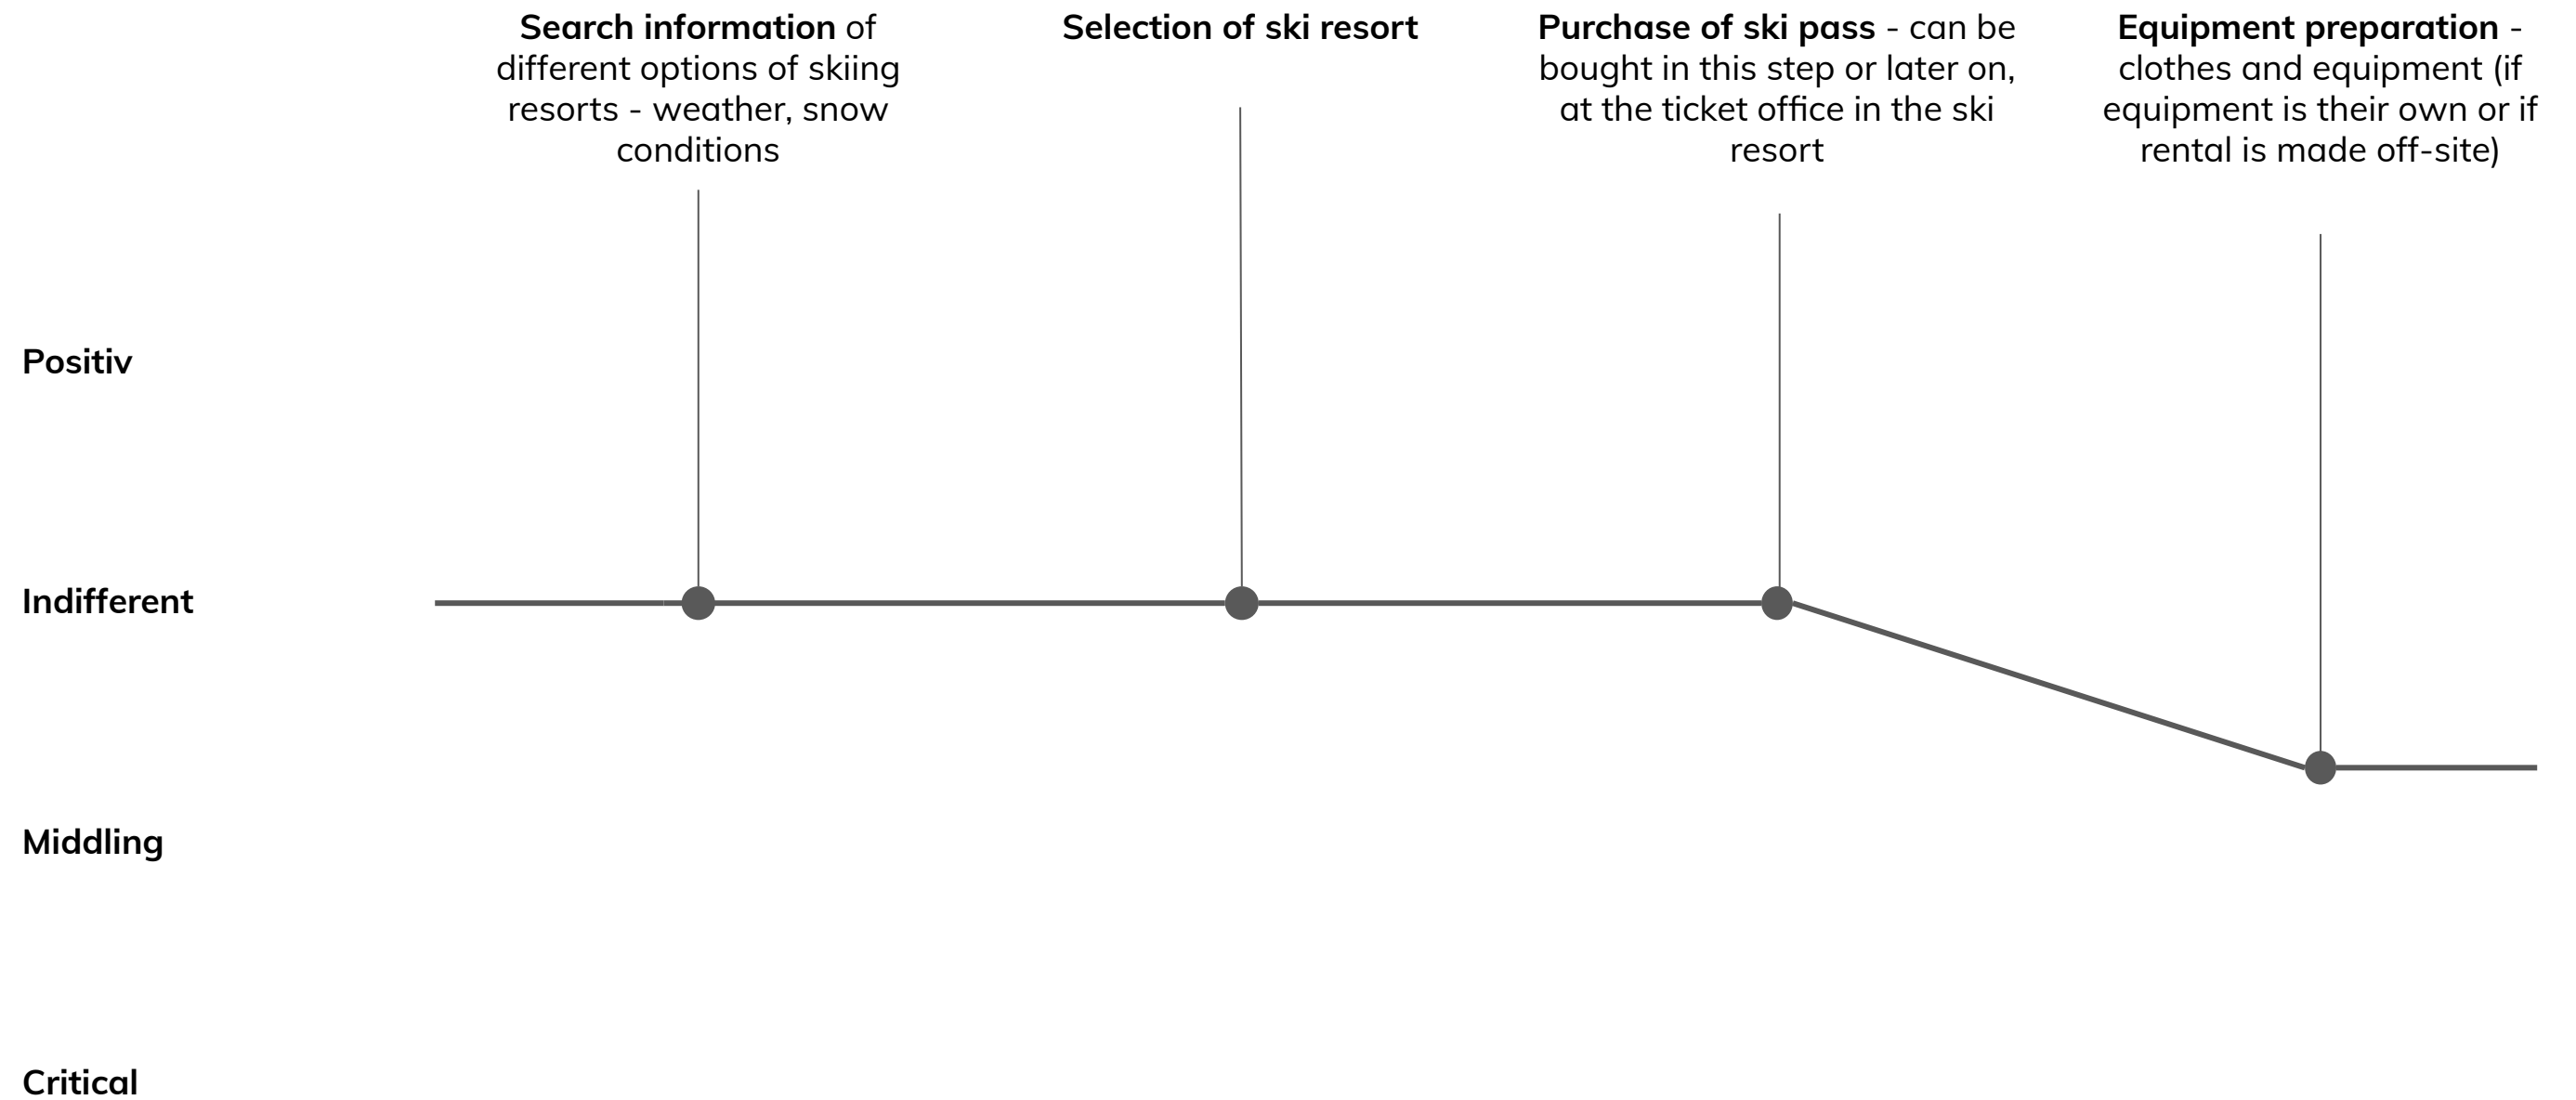 Search information of
different options of skiing
resorts - weather, snow
conditions
Selection of ski resort
Purchase of ski pass - can be
bought in this step or later on,
at the ticket office in the ski
resort
Equipment preparation -
clothes and equipment (if
equipment is their own or if
rental is made off-site)
Positiv
Indifferent
Middling
Critical